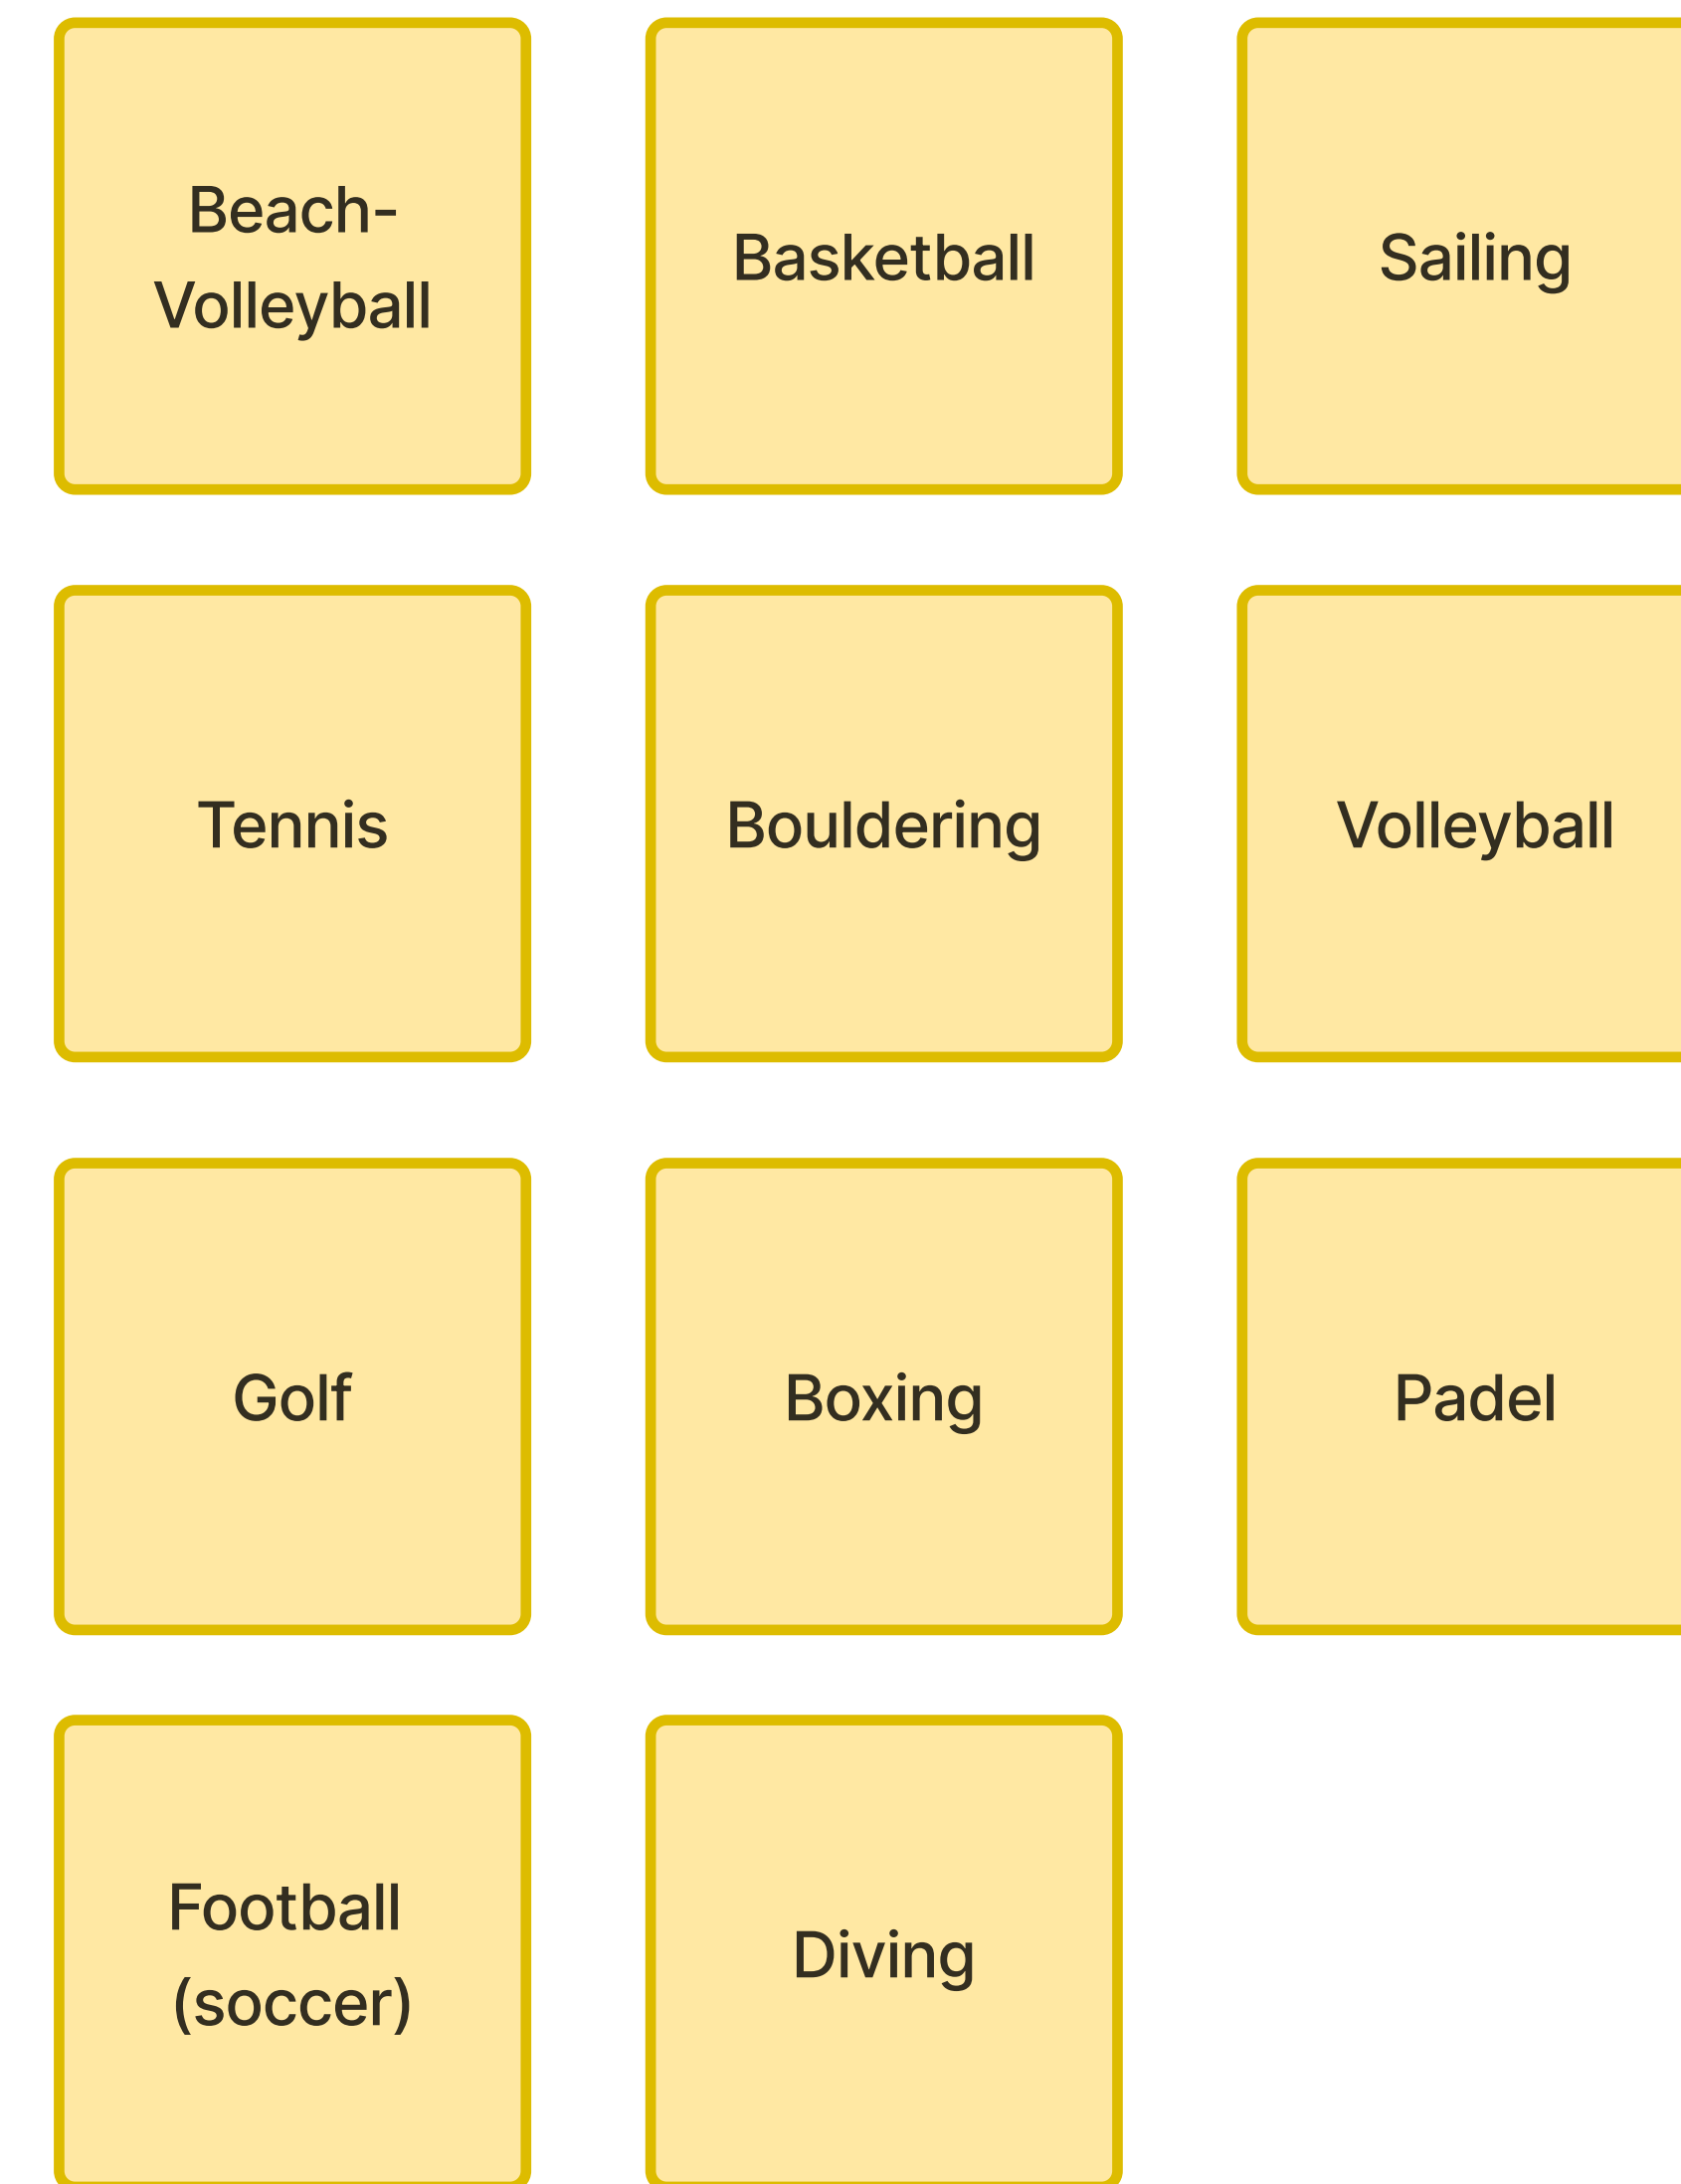 Beach-
Volleyball
Basketball
Sailing
Tennis
Bouldering
Volleyball
Golf
Boxing
Padel
Football
(soccer)
Diving